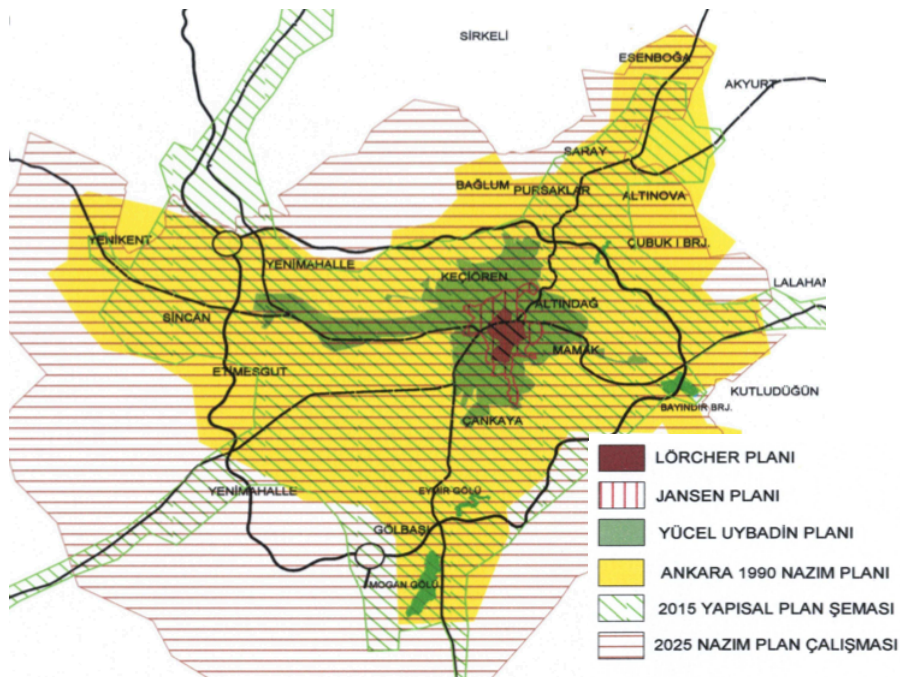 SİRKELİ
ESENBOĞA
AKYURT
SARAY
BAĞLUM
PURSAKLAR
ALTINOVA
YENİKENT
ÇUBUK I BRJ.
YENİMAHALLE
KEÇİÖREN
LALAHAN
ALTINDAĞ
SİNCAN
MAMAK
ETİMESGUT
KUTLUDÜĞÜN
BAYINDIR BRJ.
ÇANKAYA
LÖRCHER PLANI
YENİMAHALLE
EYMİR GÖLÜ
JANSEN PLANI
GÖLBAŞI
YÜCEL UYBADİN PLANI
ANKARA 1990 NAZIM PLANI
MOGAN GÖLÜ
2015 YAPISAL PLAN ŞEMASI
2025 NAZIM PLAN ÇALIŞMASI